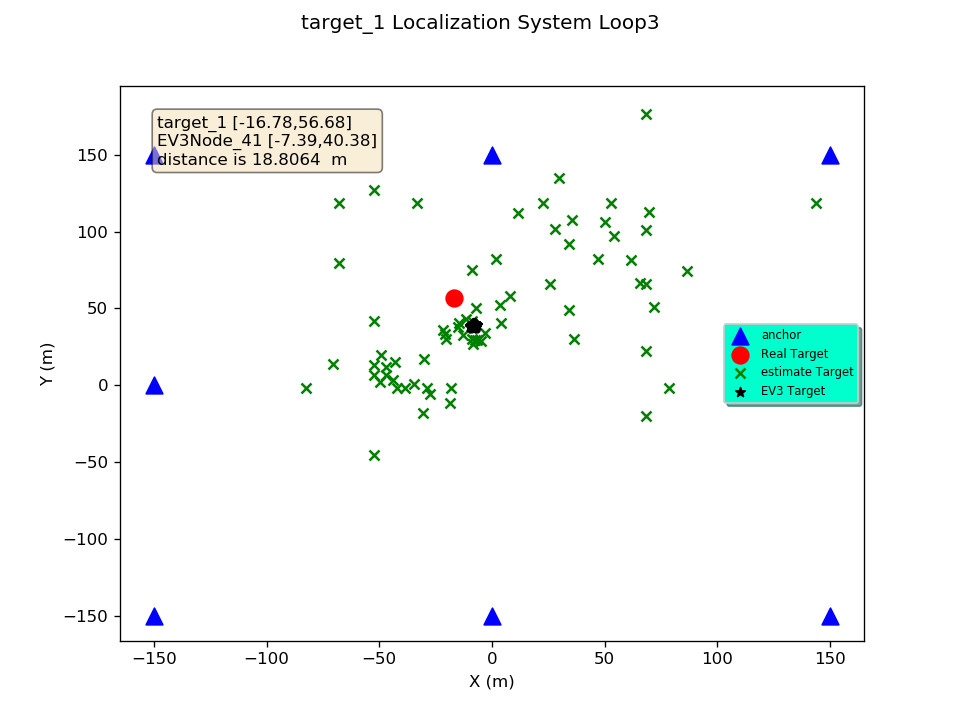 target_1 Localization System Loop3
target_1 [-16.78,56.68]
EV3Node_41 [-7.39,40.38]
distance is 18.8064  m
150
100
50
0
−50
−100
−150
Y (m)
anchor
Real Target
estimate Target
EV3 Target
−150
−100
−50
0
50
100
150
X (m)